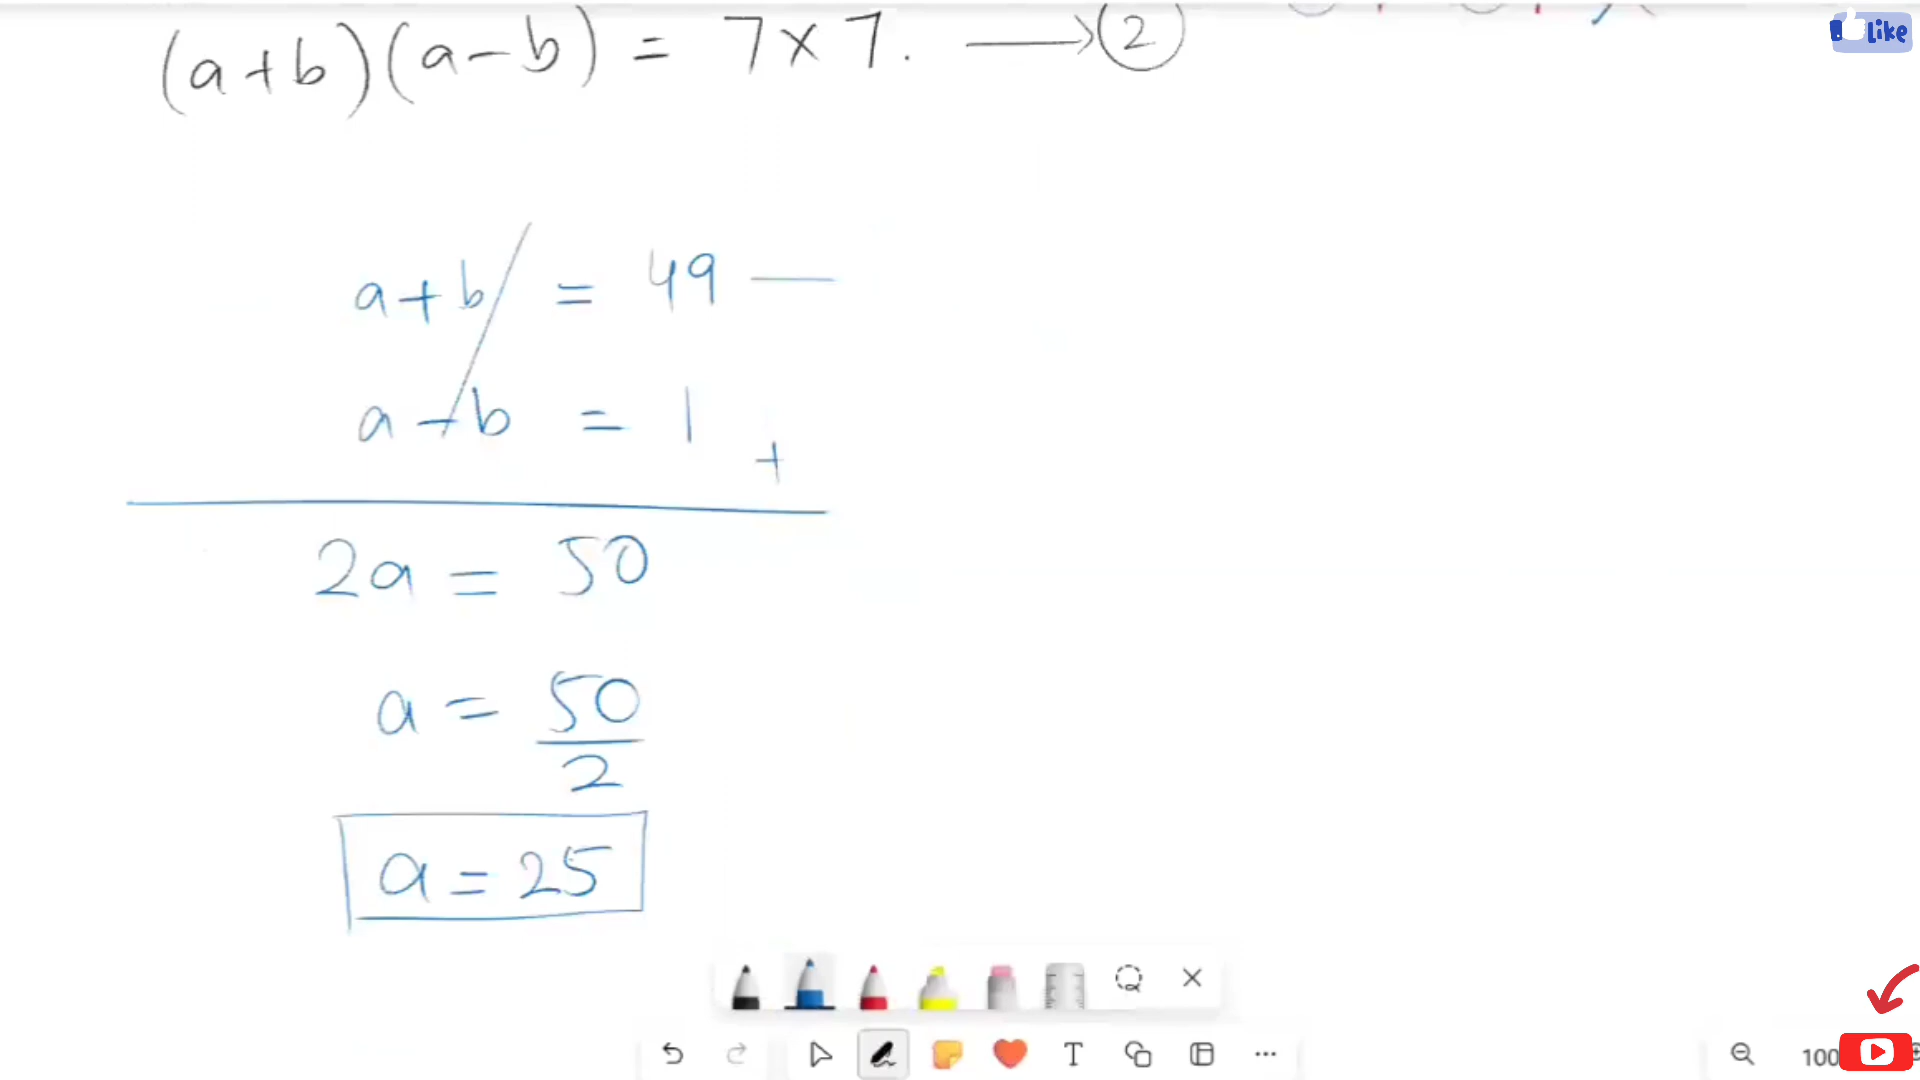 (a+b)(a-b) = 7×7. → ②
Like
a+b = 49 —
a-b = 1
+
2a = 50
a = 50/2
a = 25
T
100